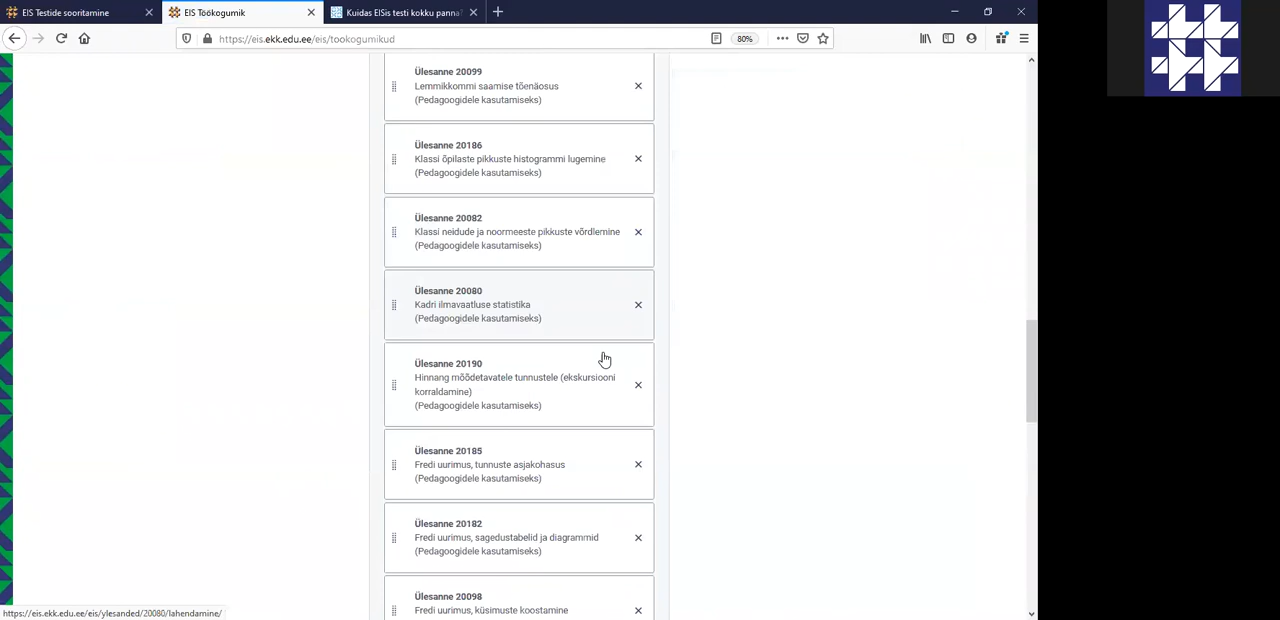 EIS Testide sooritamine
EIS Töökogumik
Kuidas EISis testi kokku panna?
https://eis.ekk.edu.ee/eis/tookogumikud
80%
Ülesanne 20099
Lemmikkommi saamise tõenäosus
(Pedagoogidele kasutamiseks)
Ülesanne 20186
Klassi õpilaste pikkuste histogrammi lugemine
(Pedagoogidele kasutamiseks)
Ülesanne 20082
Klassi neidude ja noormeeste pikkuste võrdlemine
(Pedagoogidele kasutamiseks)
Ülesanne 20080
Kadri ilmavaatluse statistika
(Pedagoogidele kasutamiseks)
Ülesanne 20190
Hinnang mõõdetavatele tunnustele (ekskursiooni
korraldamine)
(Pedagoogidele kasutamiseks)
Ülesanne 20185
Fredi uurimus, tunnuste asjakohasus
(Pedagoogidele kasutamiseks)
Ülesanne 20182
Fredi uurimus, sagedustabelid ja diagrammid
(Pedagoogidele kasutamiseks)
Ülesanne 20098
Fredi uurimus, küsimuste koostamine
https://eis.ekk.edu.ee/eis/ylesanded/20080/lahendamine/